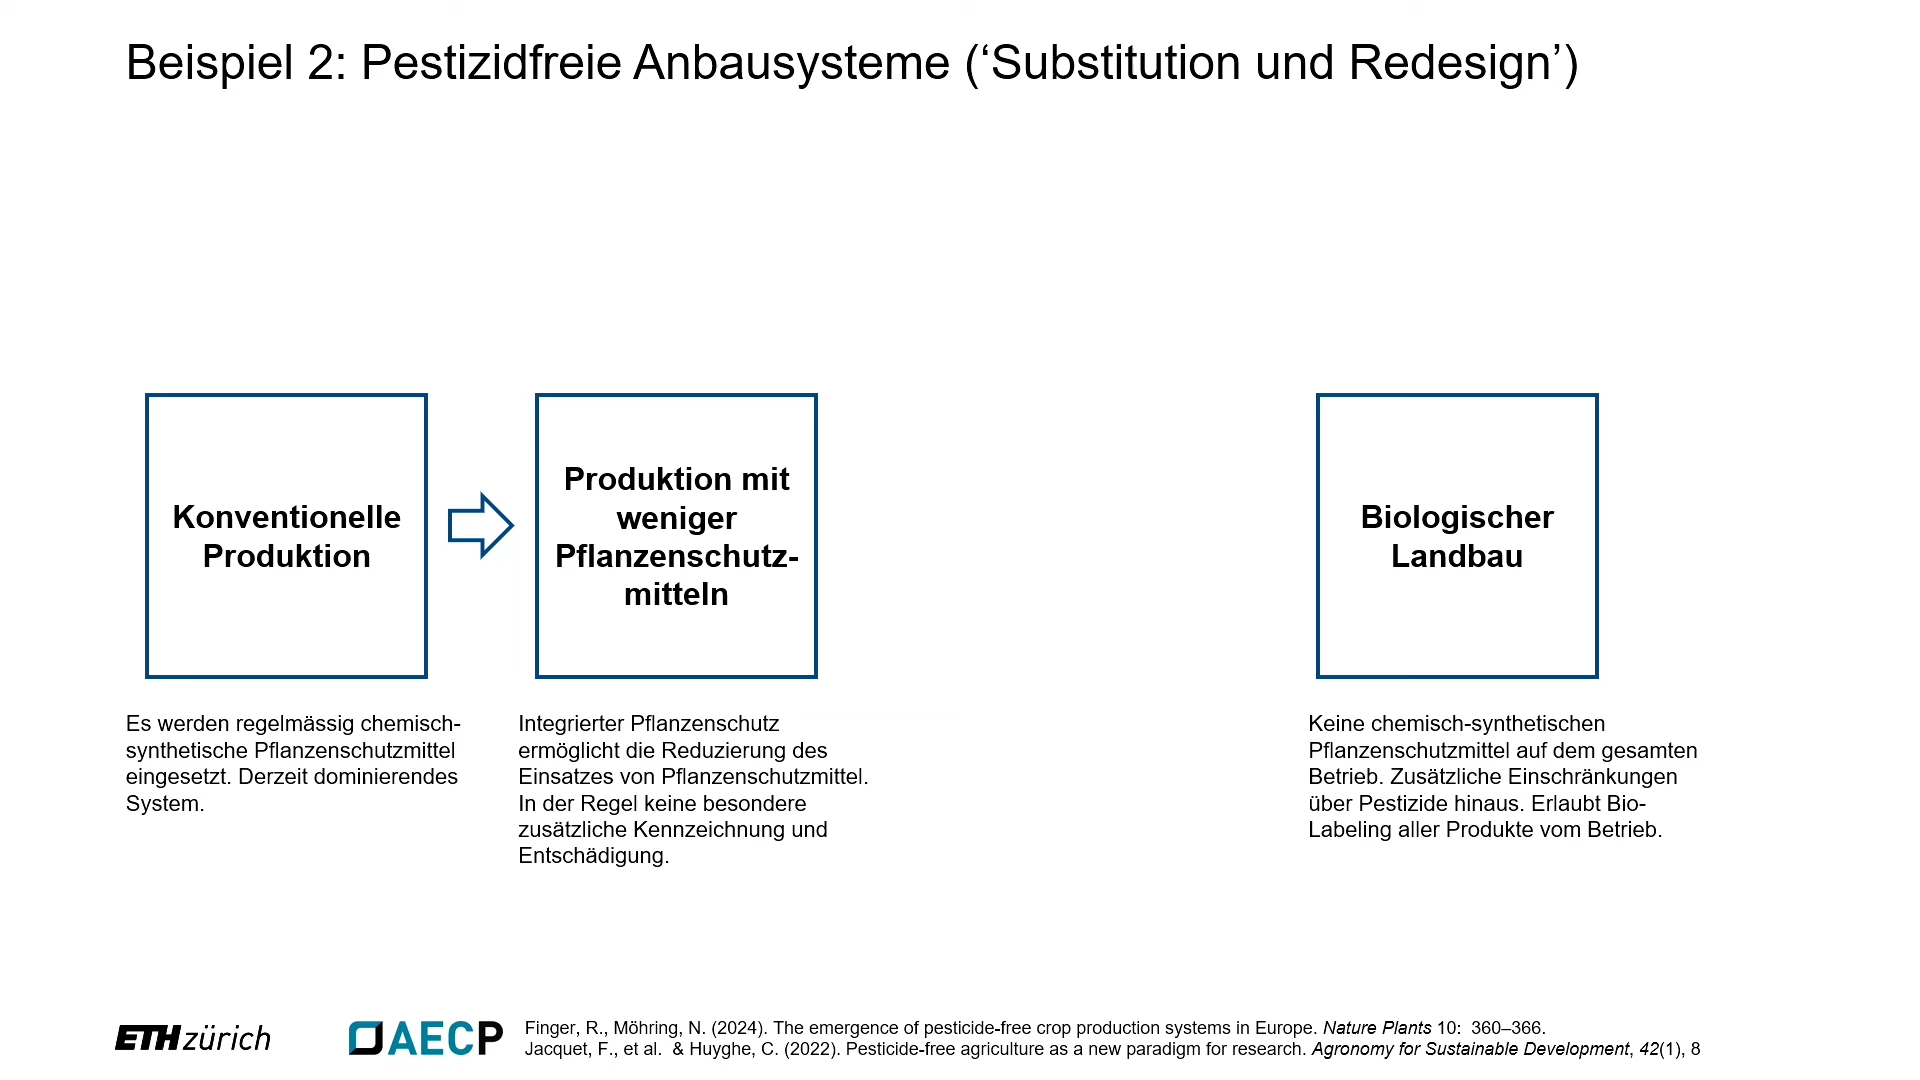 Beispiel 2: Pestizidfreie Anbausysteme (‘Substitution und Redesign’)
Konventionelle
Produktion
Produktion mit
weniger
Pflanzenschutz-
mitteln
Biologischer
Landbau
Es werden regelmässig chemisch-
synthetische Pflanzenschutzmittel
eingesetzt. Derzeit dominierendes
System.
Integrierter Pflanzenschutz
ermöglicht die Reduzierung des
Einsatzes von Pflanzenschutzmittel.
In der Regel keine besondere
zusätzliche Kennzeichnung und
Entschädigung.
Keine chemisch-synthetischen
Pflanzenschutzmittel auf dem gesamten
Betrieb. Zusätzliche Einschränkungen
über Pestizide hinaus. Erlaubt Bio-
Labeling aller Produkte vom Betrieb.
ETH zürich
AECP
Finger, R., Möhring, N. (2024). The emergence of pesticide-free crop production systems in Europe. Nature Plants 10: 360–366.
Jacquet, F., et al. & Huyghe, C. (2022). Pesticide-free agriculture as a new paradigm for research. Agronomy for Sustainable Development, 42(1), 8